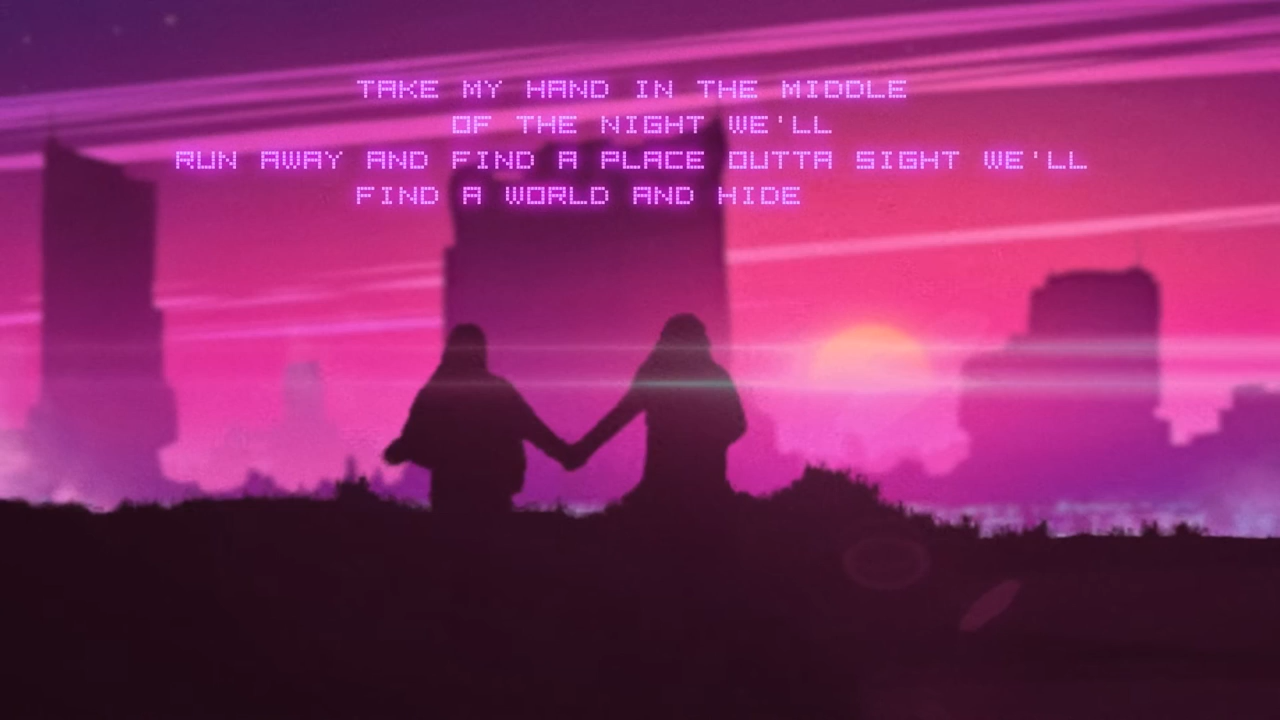 TAKE MY HAND IN THE MIDDLE
OF THE NIGHT WE'LL
RUN AWAY AND FIND A PLACE OUTTA SIGHT WE'LL
FIND A WORLD AND HIDE